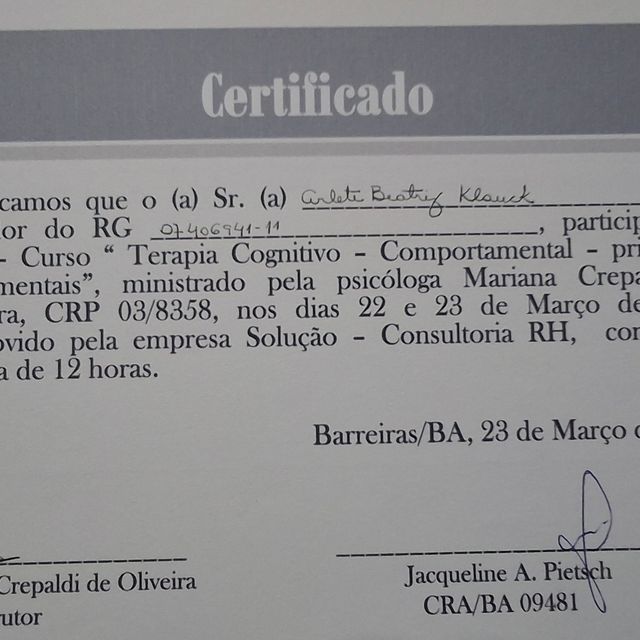 Certificado
camos que o (a) Sr. (a) Arlete Beatriz Klauck
or do RG 07406941-11, particip
- Curso “ Terapia Cognitivo – Comportamental – pri
mentais”, ministrado pela psicóloga Mariana Crepa
ra, CRP 03/8358, nos dias 22 e 23 de Março de
ovido pela empresa Solução – Consultoria RH, con
a de 12 horas.
Barreiras/BA, 23 de Março d
Crepaldi de Oliveira
utor
Jacqueline A. Pietsch
CRA/BA 09481